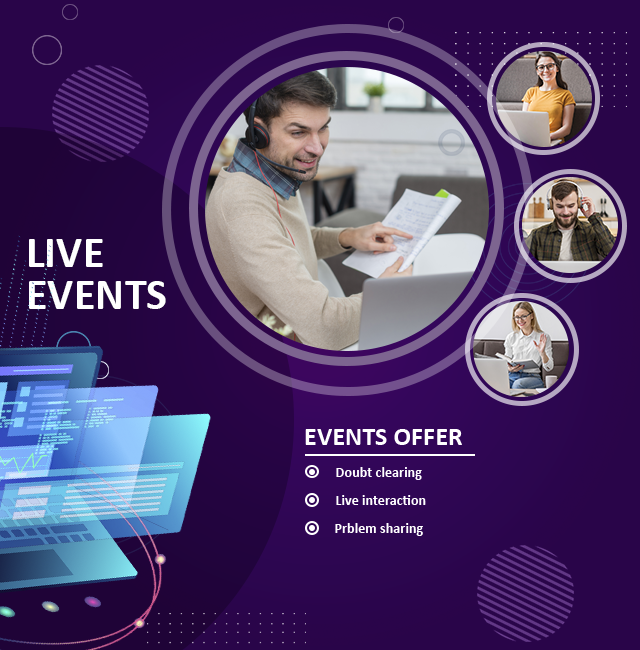 LIVE
EVENTS
EVENTS OFFER
Doubt clearing
Live interaction
Prblem sharing